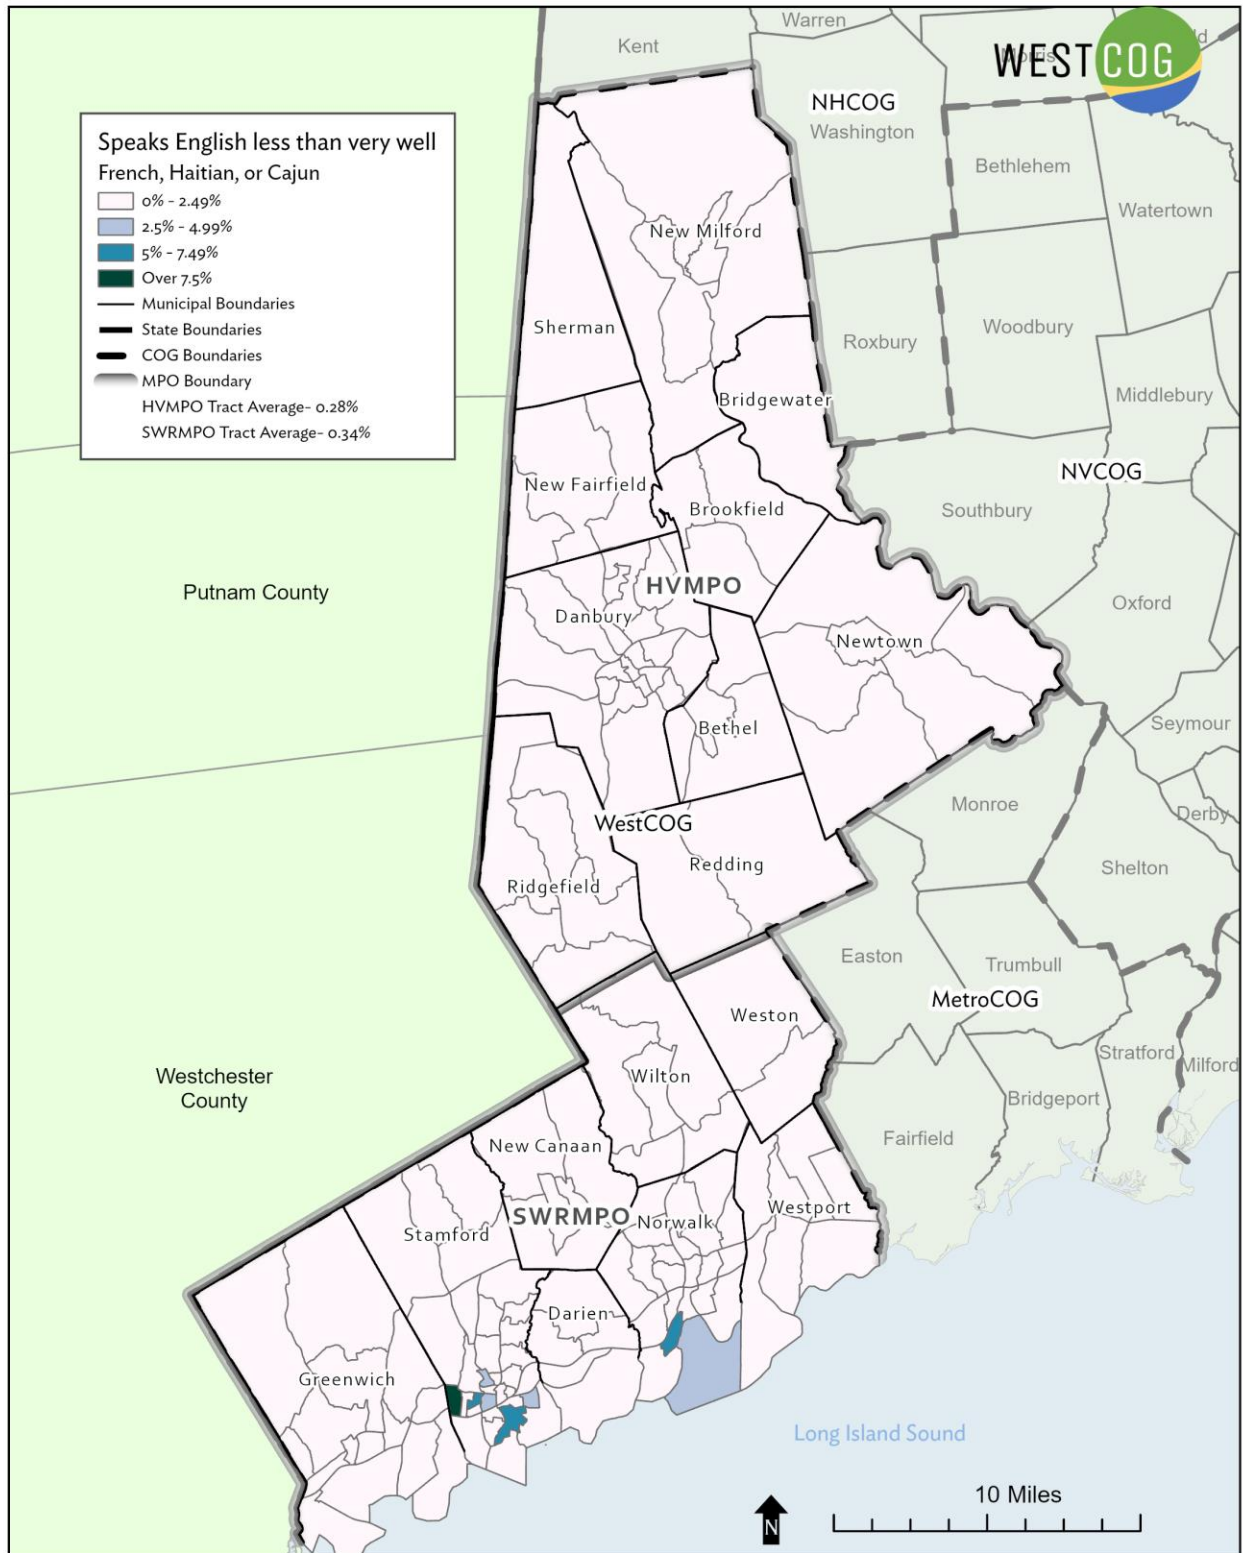 Kent
Warren
Morris
WESTCOG
NHCOG
Washington
Bethlehem
Watertown
Speaks English less than very well
French, Haitian, or Cajun
0% - 2.49%
2.5% - 4.99%
5% - 7.49%
Over 7.5%
Municipal Boundaries
State Boundaries
COG Boundaries
MPO Boundary
HVMPO Tract Average- 0.28%
SWRMPO Tract Average- 0.34%
New Milford
Sherman
Woodbury
Roxbury
Middlebury
Bridgewater
NVCOG
New Fairfield
Brookfield
Southbury
Putnam County
HVMPO
Oxford
Danbury
Newtown
Bethel
Seymour
Monroe
Derby
WestCOG
Redding
Shelton
Ridgefield
Easton
Trumbull
MetroCOG
Weston
Westchester
County
Wilton
Stratford
Milford
Bridgeport
New Canaan
Fairfield
SWRMPO
Norwalk
Westport
Stamford
Darien
Greenwich
Long Island Sound
10 Miles
N